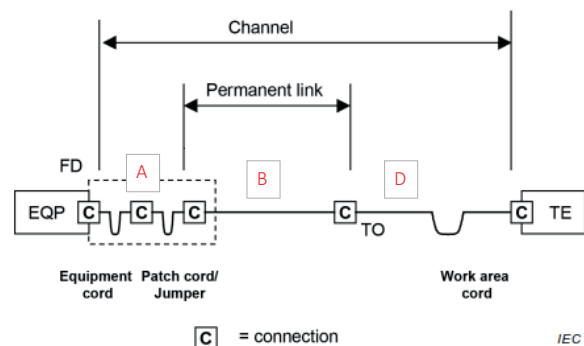 Channel
Permanent link
FD
A
B
D
EQP
C
C
C
C
C
TE
TO
Equipment
cord
Patch cord/
Jumper
Work area
cord
C = connection
IEC